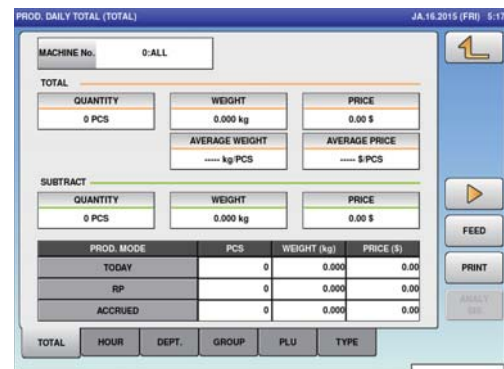 PROD. DAILY TOTAL (TOTAL) JA.16.2015 (FRI) 5:17
MACHINE No. 0:ALL
TOTAL
QUANTITY WEIGHT PRICE
0 PCS 0.000 kg 0.00 $
AVERAGE WEIGHT AVERAGE PRICE
----- kg/PCS ----- $/PCS
SUBTRACT
QUANTITY WEIGHT PRICE
0 PCS 0.000 kg 0.00 $
FEED
PROD. MODE PCS WEIGHT (kg) PRICE ($)
TODAY 0 0.000 0.00
PRINT
RP 0 0.000 0.00
ACCRUED 0 0.000 0.00
TOTAL HOUR DEPT. GROUP PLU TYPE